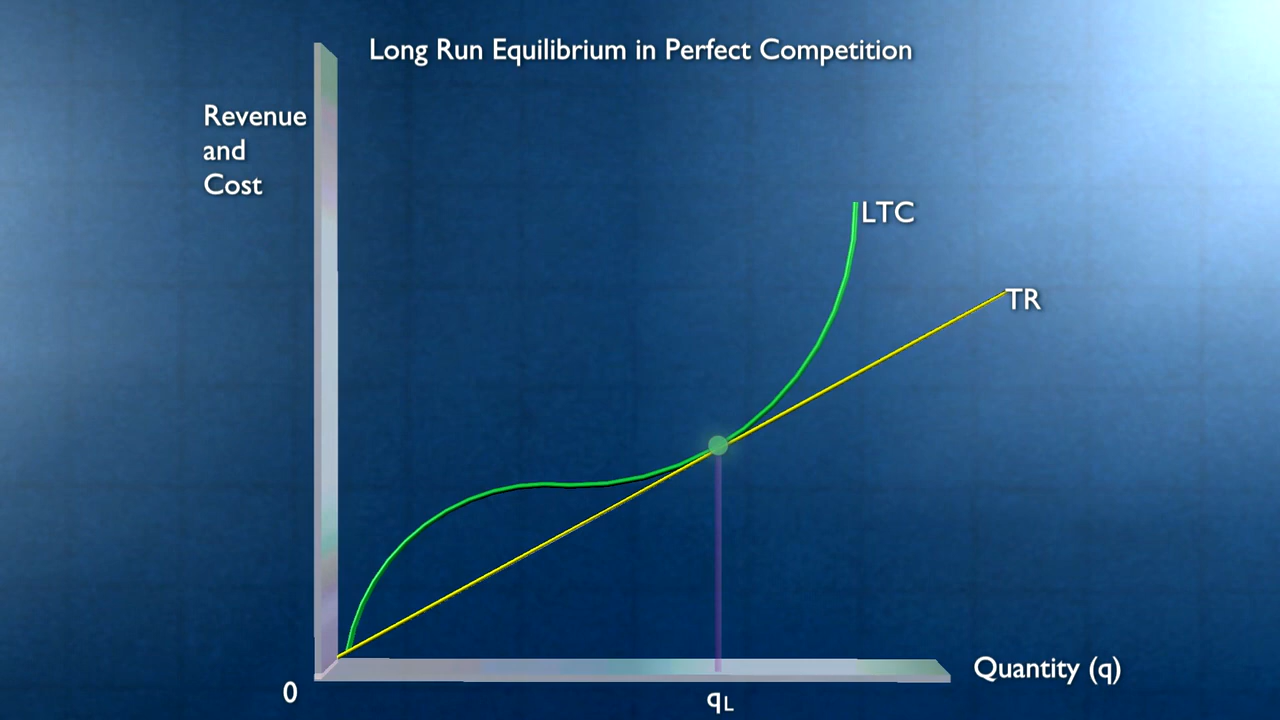 Long Run Equilibrium in Perfect Competition
Revenue
and
Cost
LTC
TR
Quantity (q)
0
qL